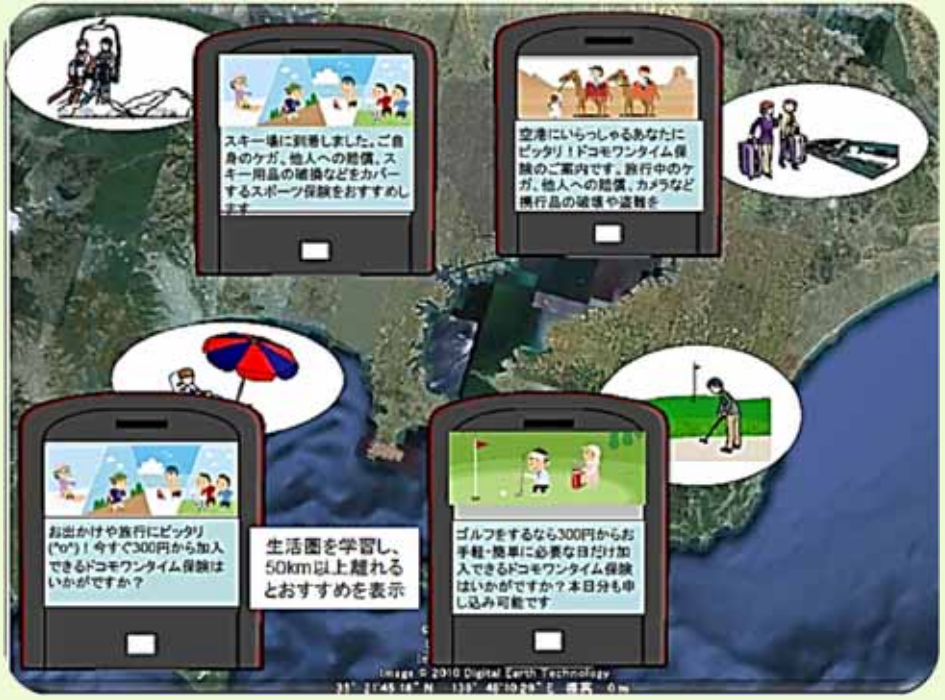 スキー場に到着しました。ご自
身のケガ、他人への賠償、ス
キー用品の破損などをカバー
するスポーツ保険をおすすめし
ます
空港にいらっしゃるあなたに
ピッタリ！ドコモワンタイム保
険のご案内です。旅行中のケ
ガ、他人への賠償、カメラなど
携行品の破壊や盗難を
お出かけや旅行にピッタリ
(^o^)！今すぐ300円から加入
できるドコモワンタイム保険は
いかがですか？
生活圏を学習し、
50km以上離れる
とおすすめを表示
ゴルフをするなら300円からお
手軽・簡単に必要な日だけ加
入できるドコモワンタイム保険
はいかがですか？本日分も申
し込み可能です
Image © 2010 Digital Earth Technology